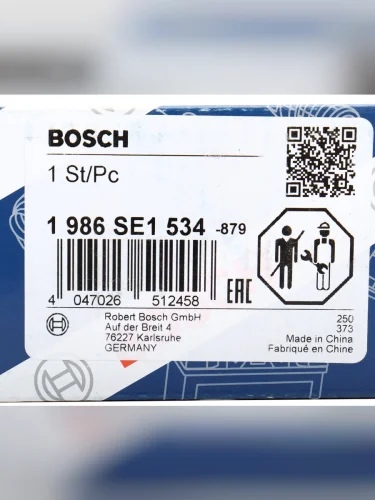 BOSCH
1 St/Pc
1 986 SE1 534 -879
4 047026 512458
EAC
Robert Bosch GmbH
Auf der Breit 4
76227 Karlsruhe
GERMANY
250
373
Made in China
Fabriqué en Chine